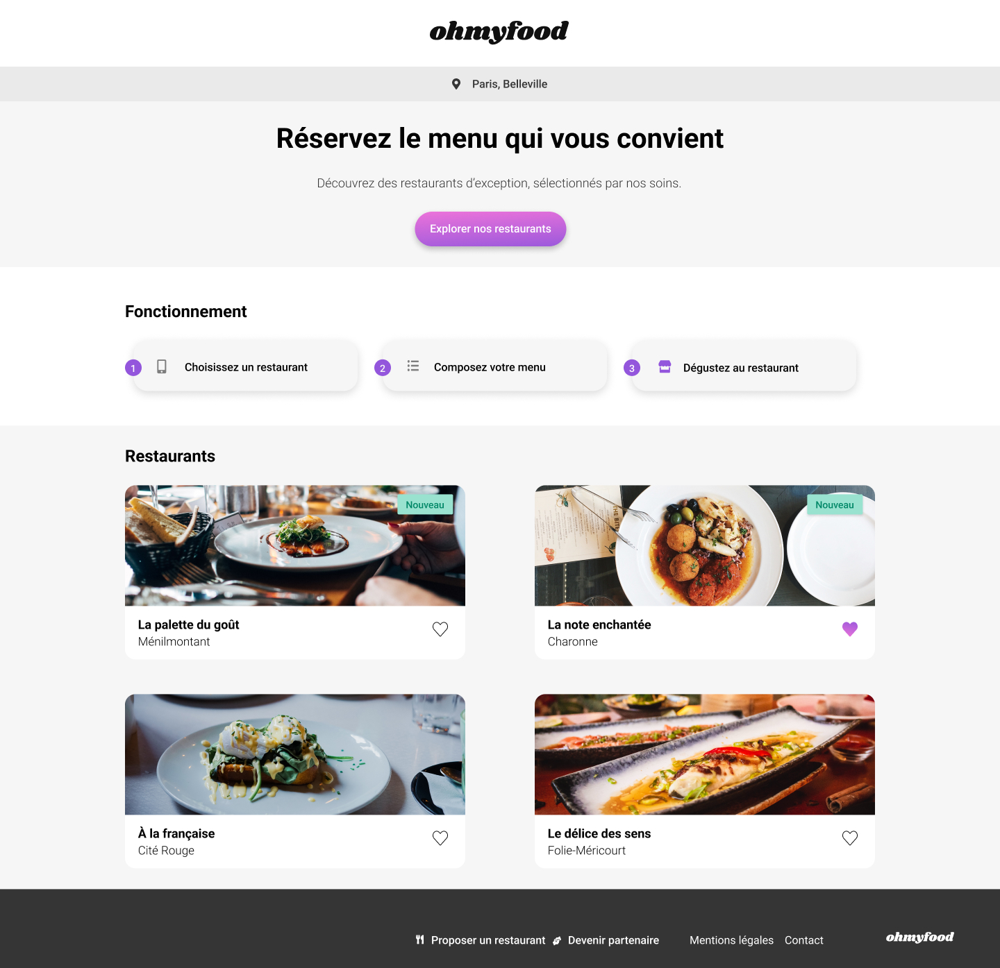 ohmyfood
Paris, Belleville
Réservez le menu qui vous convient
Découvrez des restaurants d’exception, sélectionnés par nos soins.
Explorer nos restaurants
Fonctionnement
1 Choisissez un restaurant
2 Composez votre menu
3 Dégustez au restaurant
Restaurants
Nouveau
La palette du goût
Ménilmontant
Nouveau
La note enchantée
Charonne
À la française
Cité Rouge
Le délice des sens
Folie-Méricourt
Proposer un restaurant Devenir partenaire Mentions légales Contact ohmyfood